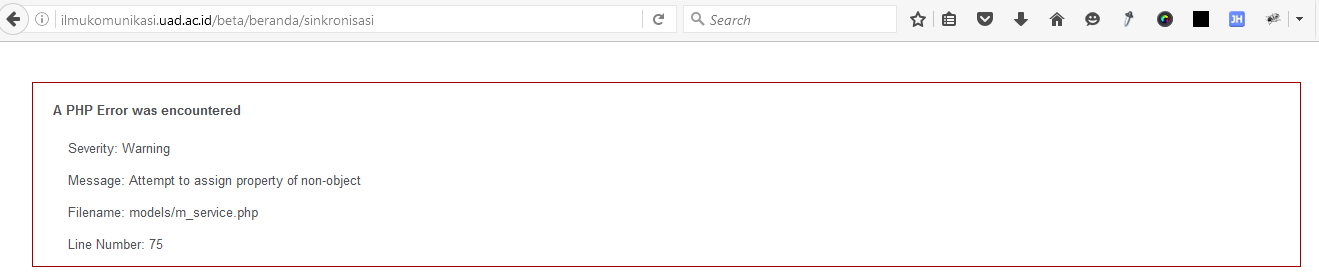 ilmukomunikasi.uad.ac.id/beta/beranda/sinkronisasi
Search
JH
A PHP Error was encountered
Severity: Warning
Message: Attempt to assign property of non-object
Filename: models/m_service.php
Line Number: 75